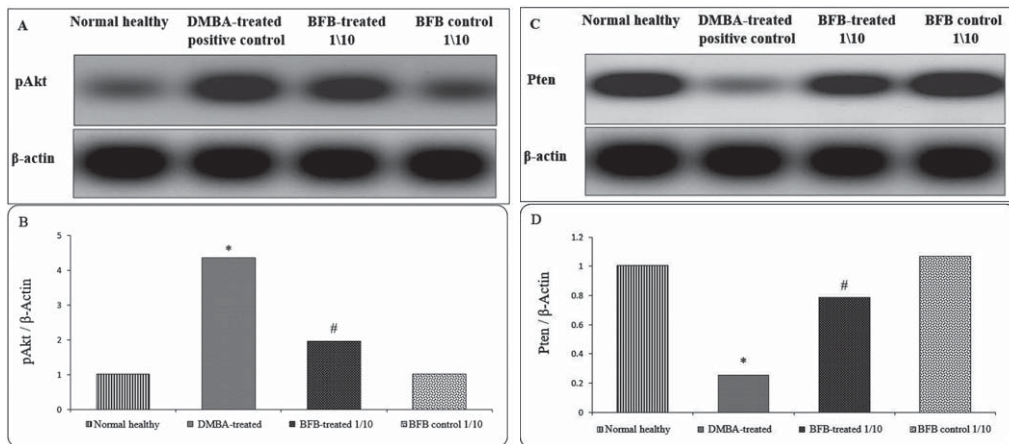 A
Normal healthy DMBA-treated BFB-treated BFB control
positive control 1\10 1\10
pAkt
β-actin
C
Normal healthy DMBA-treated BFB-treated BFB control
positive control 1\10 1\10
Pten
β-actin
B
pAkt / β-Actin
5
4
3
2
1
0
*
#
Normal healthy DMBA-treated BFB-treated 1/10 BFB control 1/10
D
Pten / β-Actin
1.2
1
0.8
0.6
0.4
0.2
0
*
#
Normal healthy DMBA-treated BFB-treated 1/10 BFB control 1/10